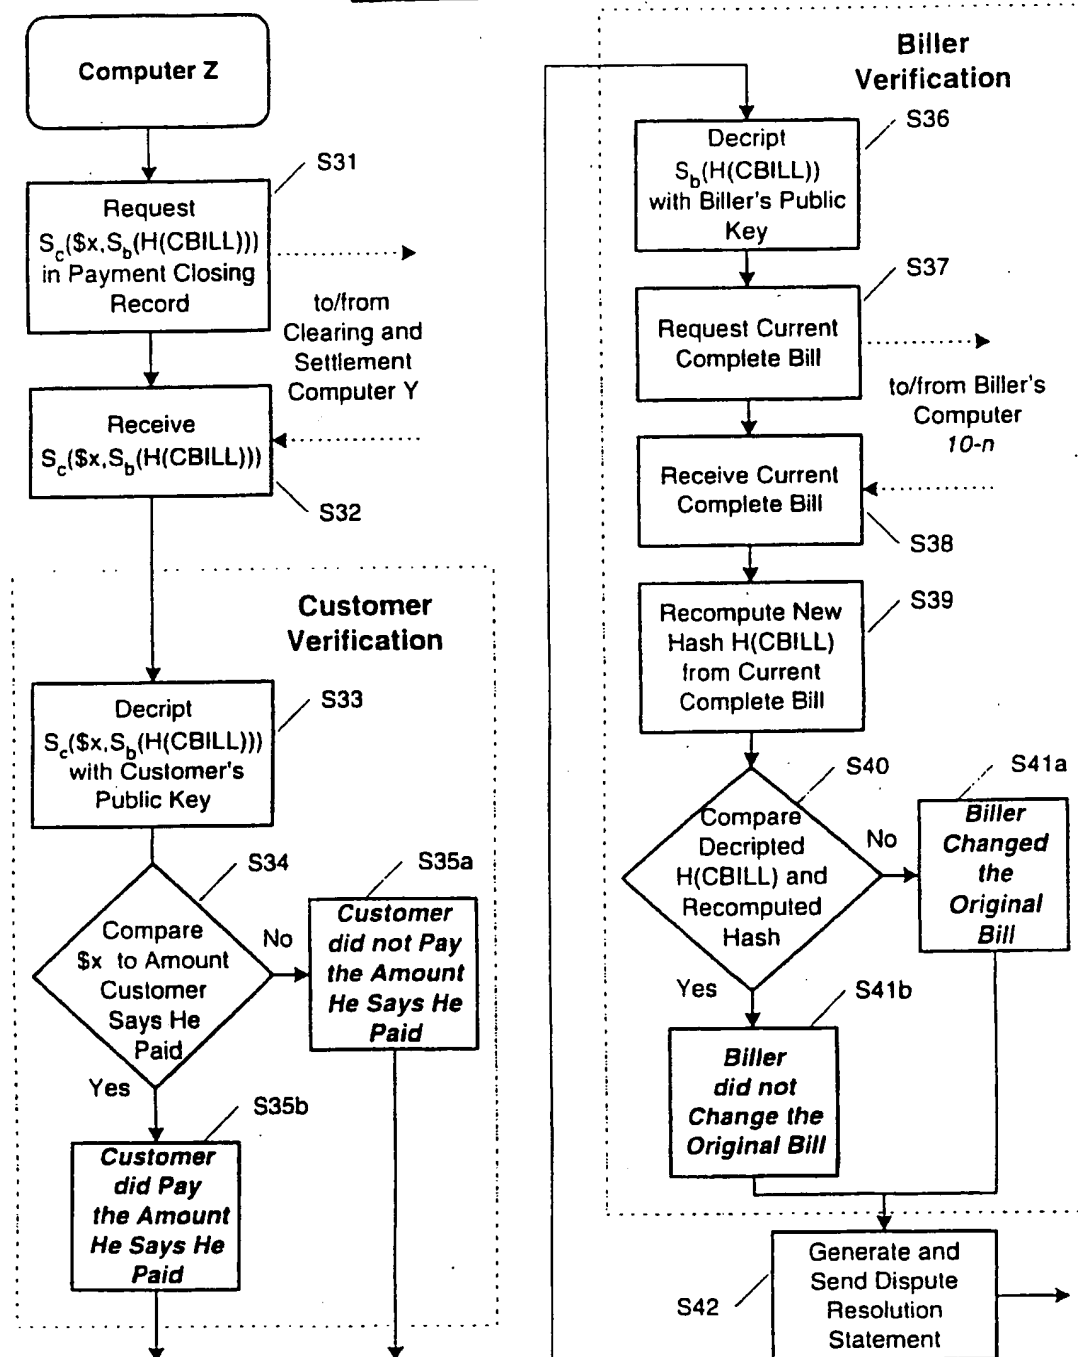 Computer Z
S31
Request
Sc($x,Sb(H(CBILL)))
in Payment Closing
Record
to/from
Clearing and
Settlement
Computer Y
Receive
Sc($x,Sb(H(CBILL)))
S32
Customer
Verification
S33
Decript
Sc($x,Sb(H(CBILL)))
with Customer's
Public Key
S34
Compare
$x to Amount
Customer
Says He
Paid
No
S35a
Customer
did not Pay
the Amount
He Says He
Paid
Yes
S35b
Customer
did Pay
the Amount
He Says He
Paid
Biller
Verification
S36
Decript
Sb(H(CBILL))
with Biller's Public
Key
S37
Request Current
Complete Bill
to/from Biller's
Computer
10-n
Receive Current
Complete Bill
S38
S39
Recompute New
Hash H(CBILL)
from Current
Complete Bill
S40
Compare
Decripted
H(CBILL) and
Recomputed
Hash
No
S41a
Biller
Changed
the
Original
Bill
Yes
S41b
Biller
did not
Change the
Original Bill
Generate and
Send Dispute
Resolution
Statement
S42